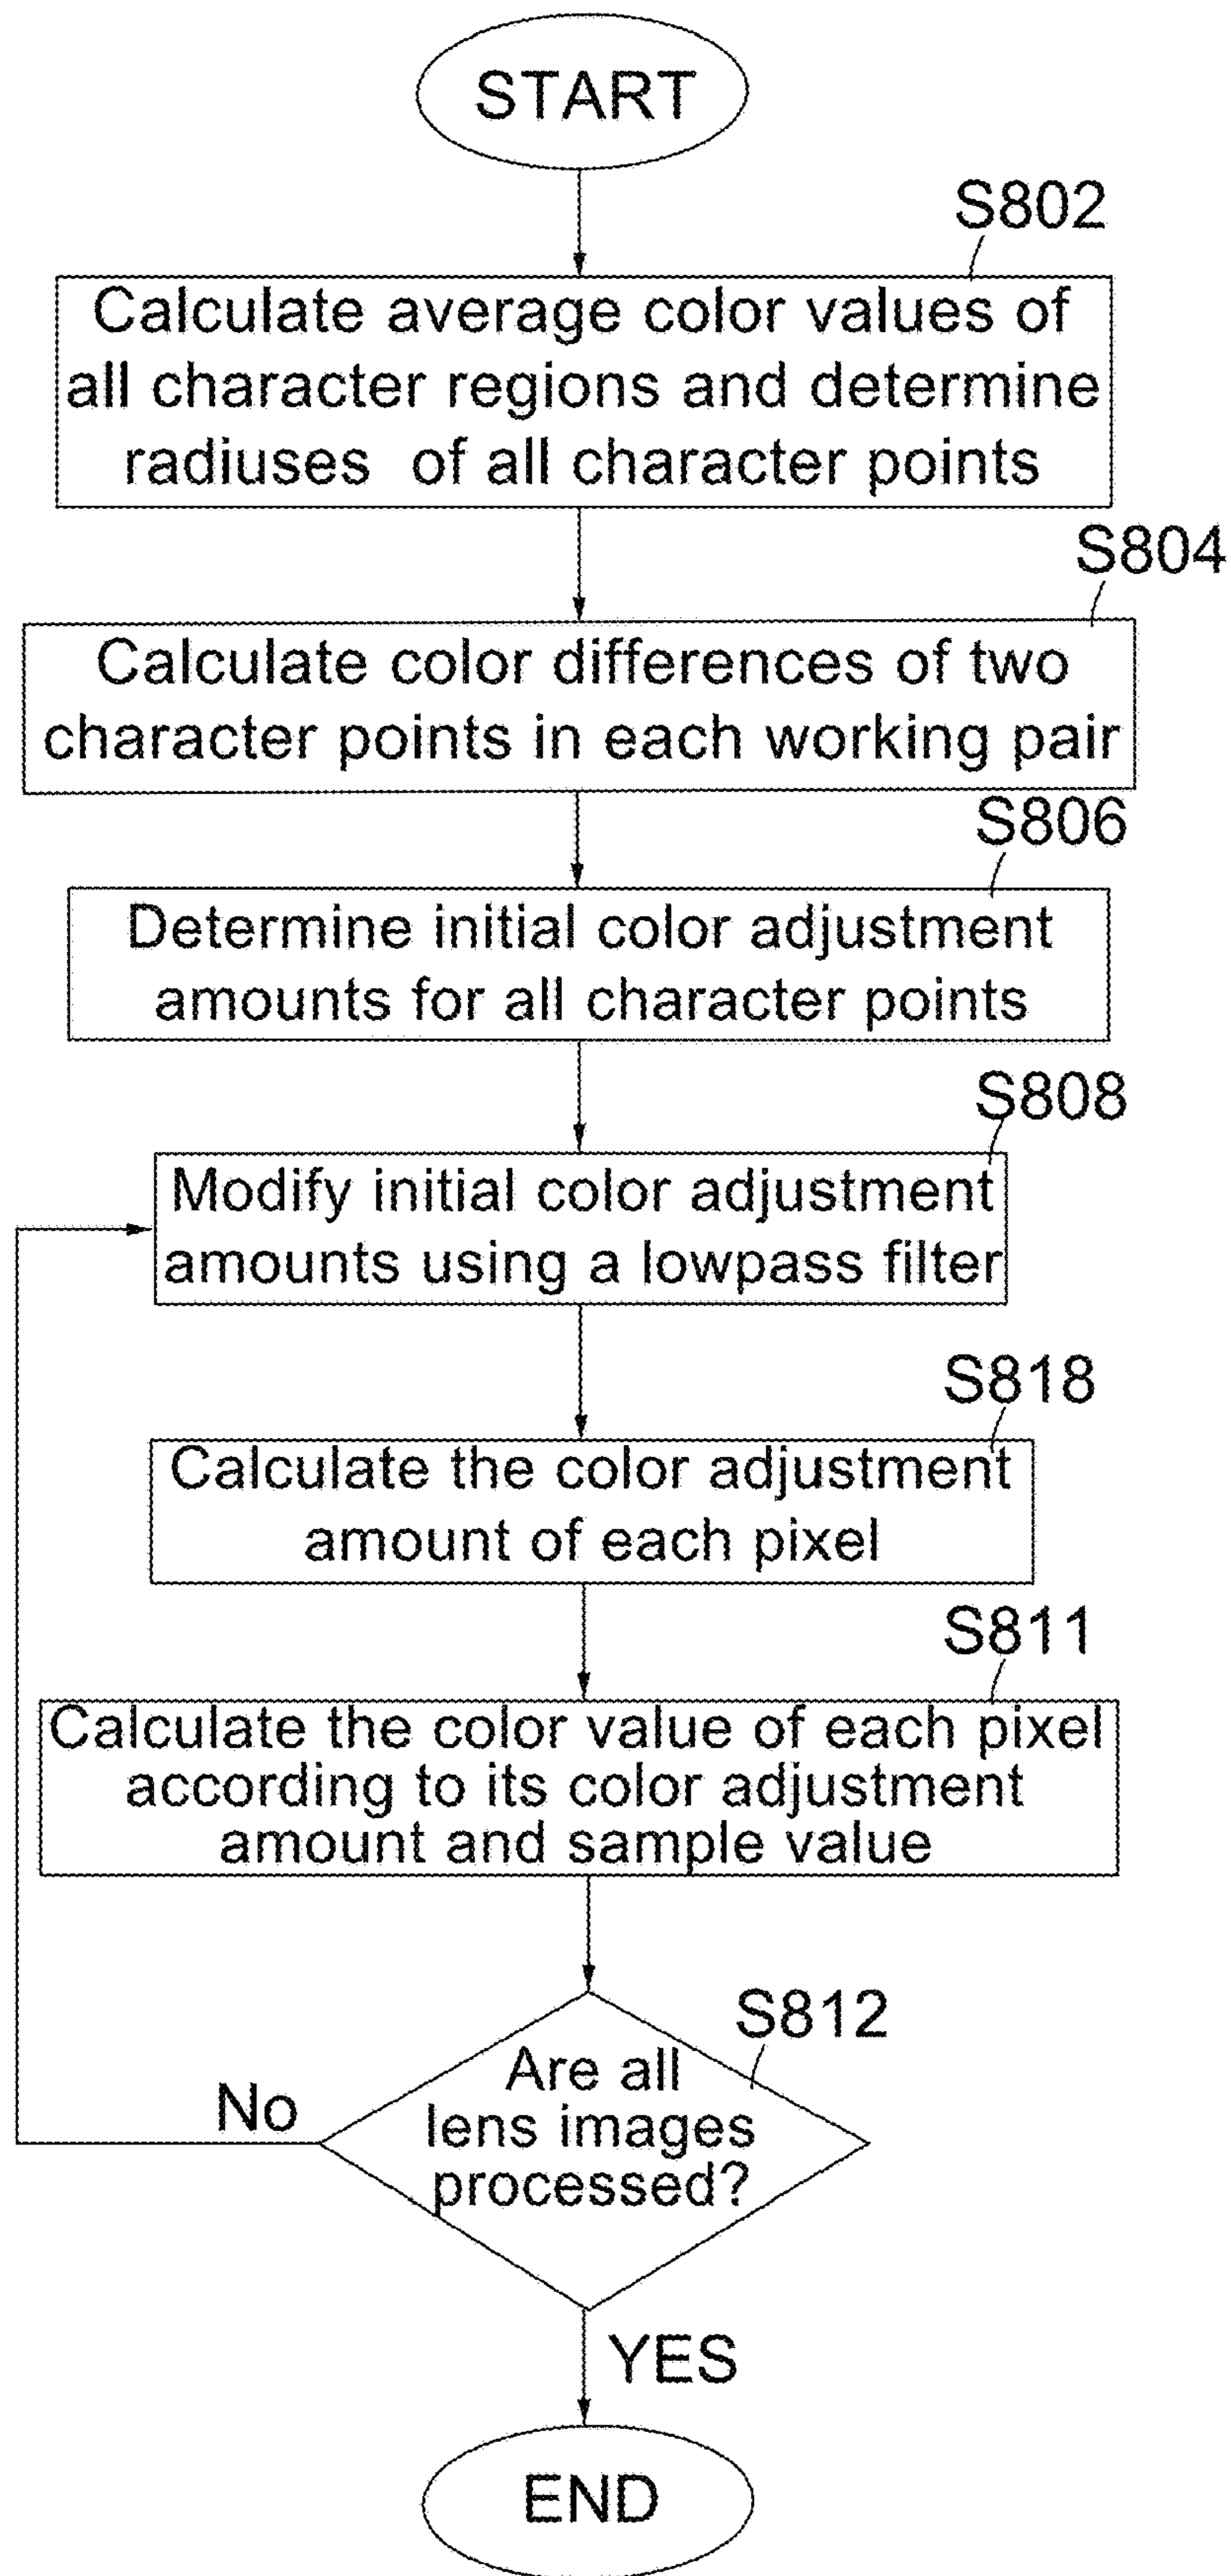 START
S802
Calculate average color values of
all character regions and determine
radiuses of all character points
S804
Calculate color differences of two
character points in each working pair
S806
Determine initial color adjustment
amounts for all character points
S808
Modify initial color adjustment
amounts using a lowpass filter
S818
Calculate the color adjustment
amount of each pixel
S811
Calculate the color value of each pixel
according to its color adjustment
amount and sample value
S812
Are all
lens images
processed?
No
YES
END